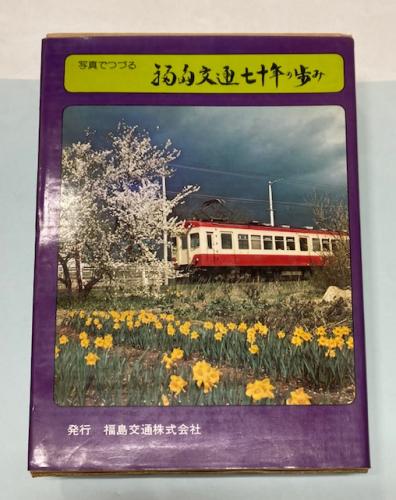 写真でつづる
福島交通七十年の歩み
発行 福島交通株式会社